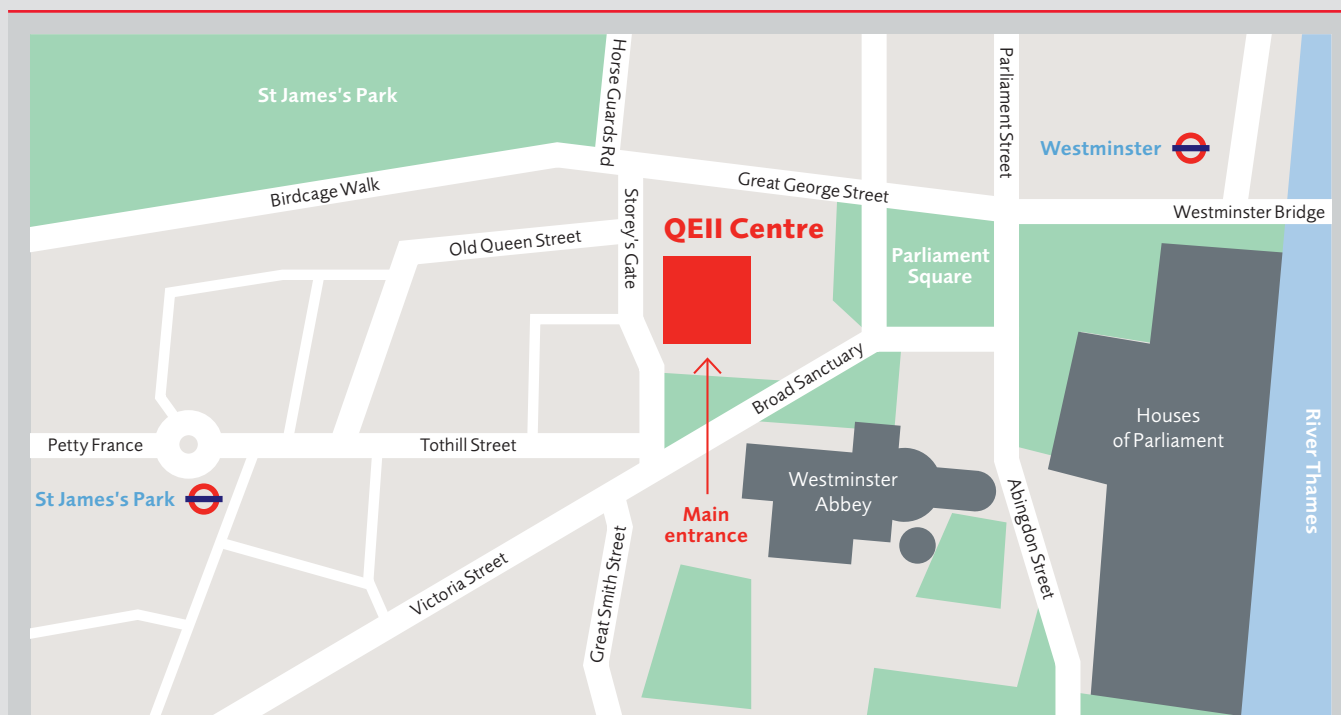 Horse Guards Rd
Parliament Street
St James's Park
Westminster
Birdcage Walk
Great George Street
Westminster Bridge
Storey's Gate
QEII Centre
Old Queen Street
Parliament
Square
Broad Sanctuary
Houses
of Parliament
River Thames
Petty France
Tothill Street
Westminster
Abbey
St James's Park
Main
entrance
Abingdon Street
Victoria Street
Great Smith Street